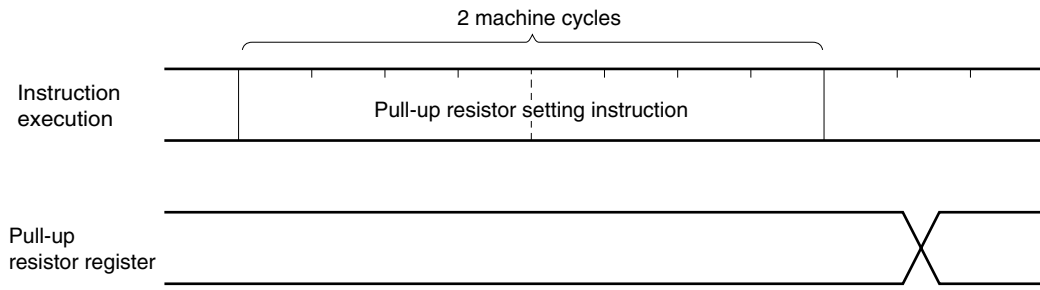 2 machine cycles
Instruction
execution
Pull-up resistor setting instruction
Pull-up
resistor register